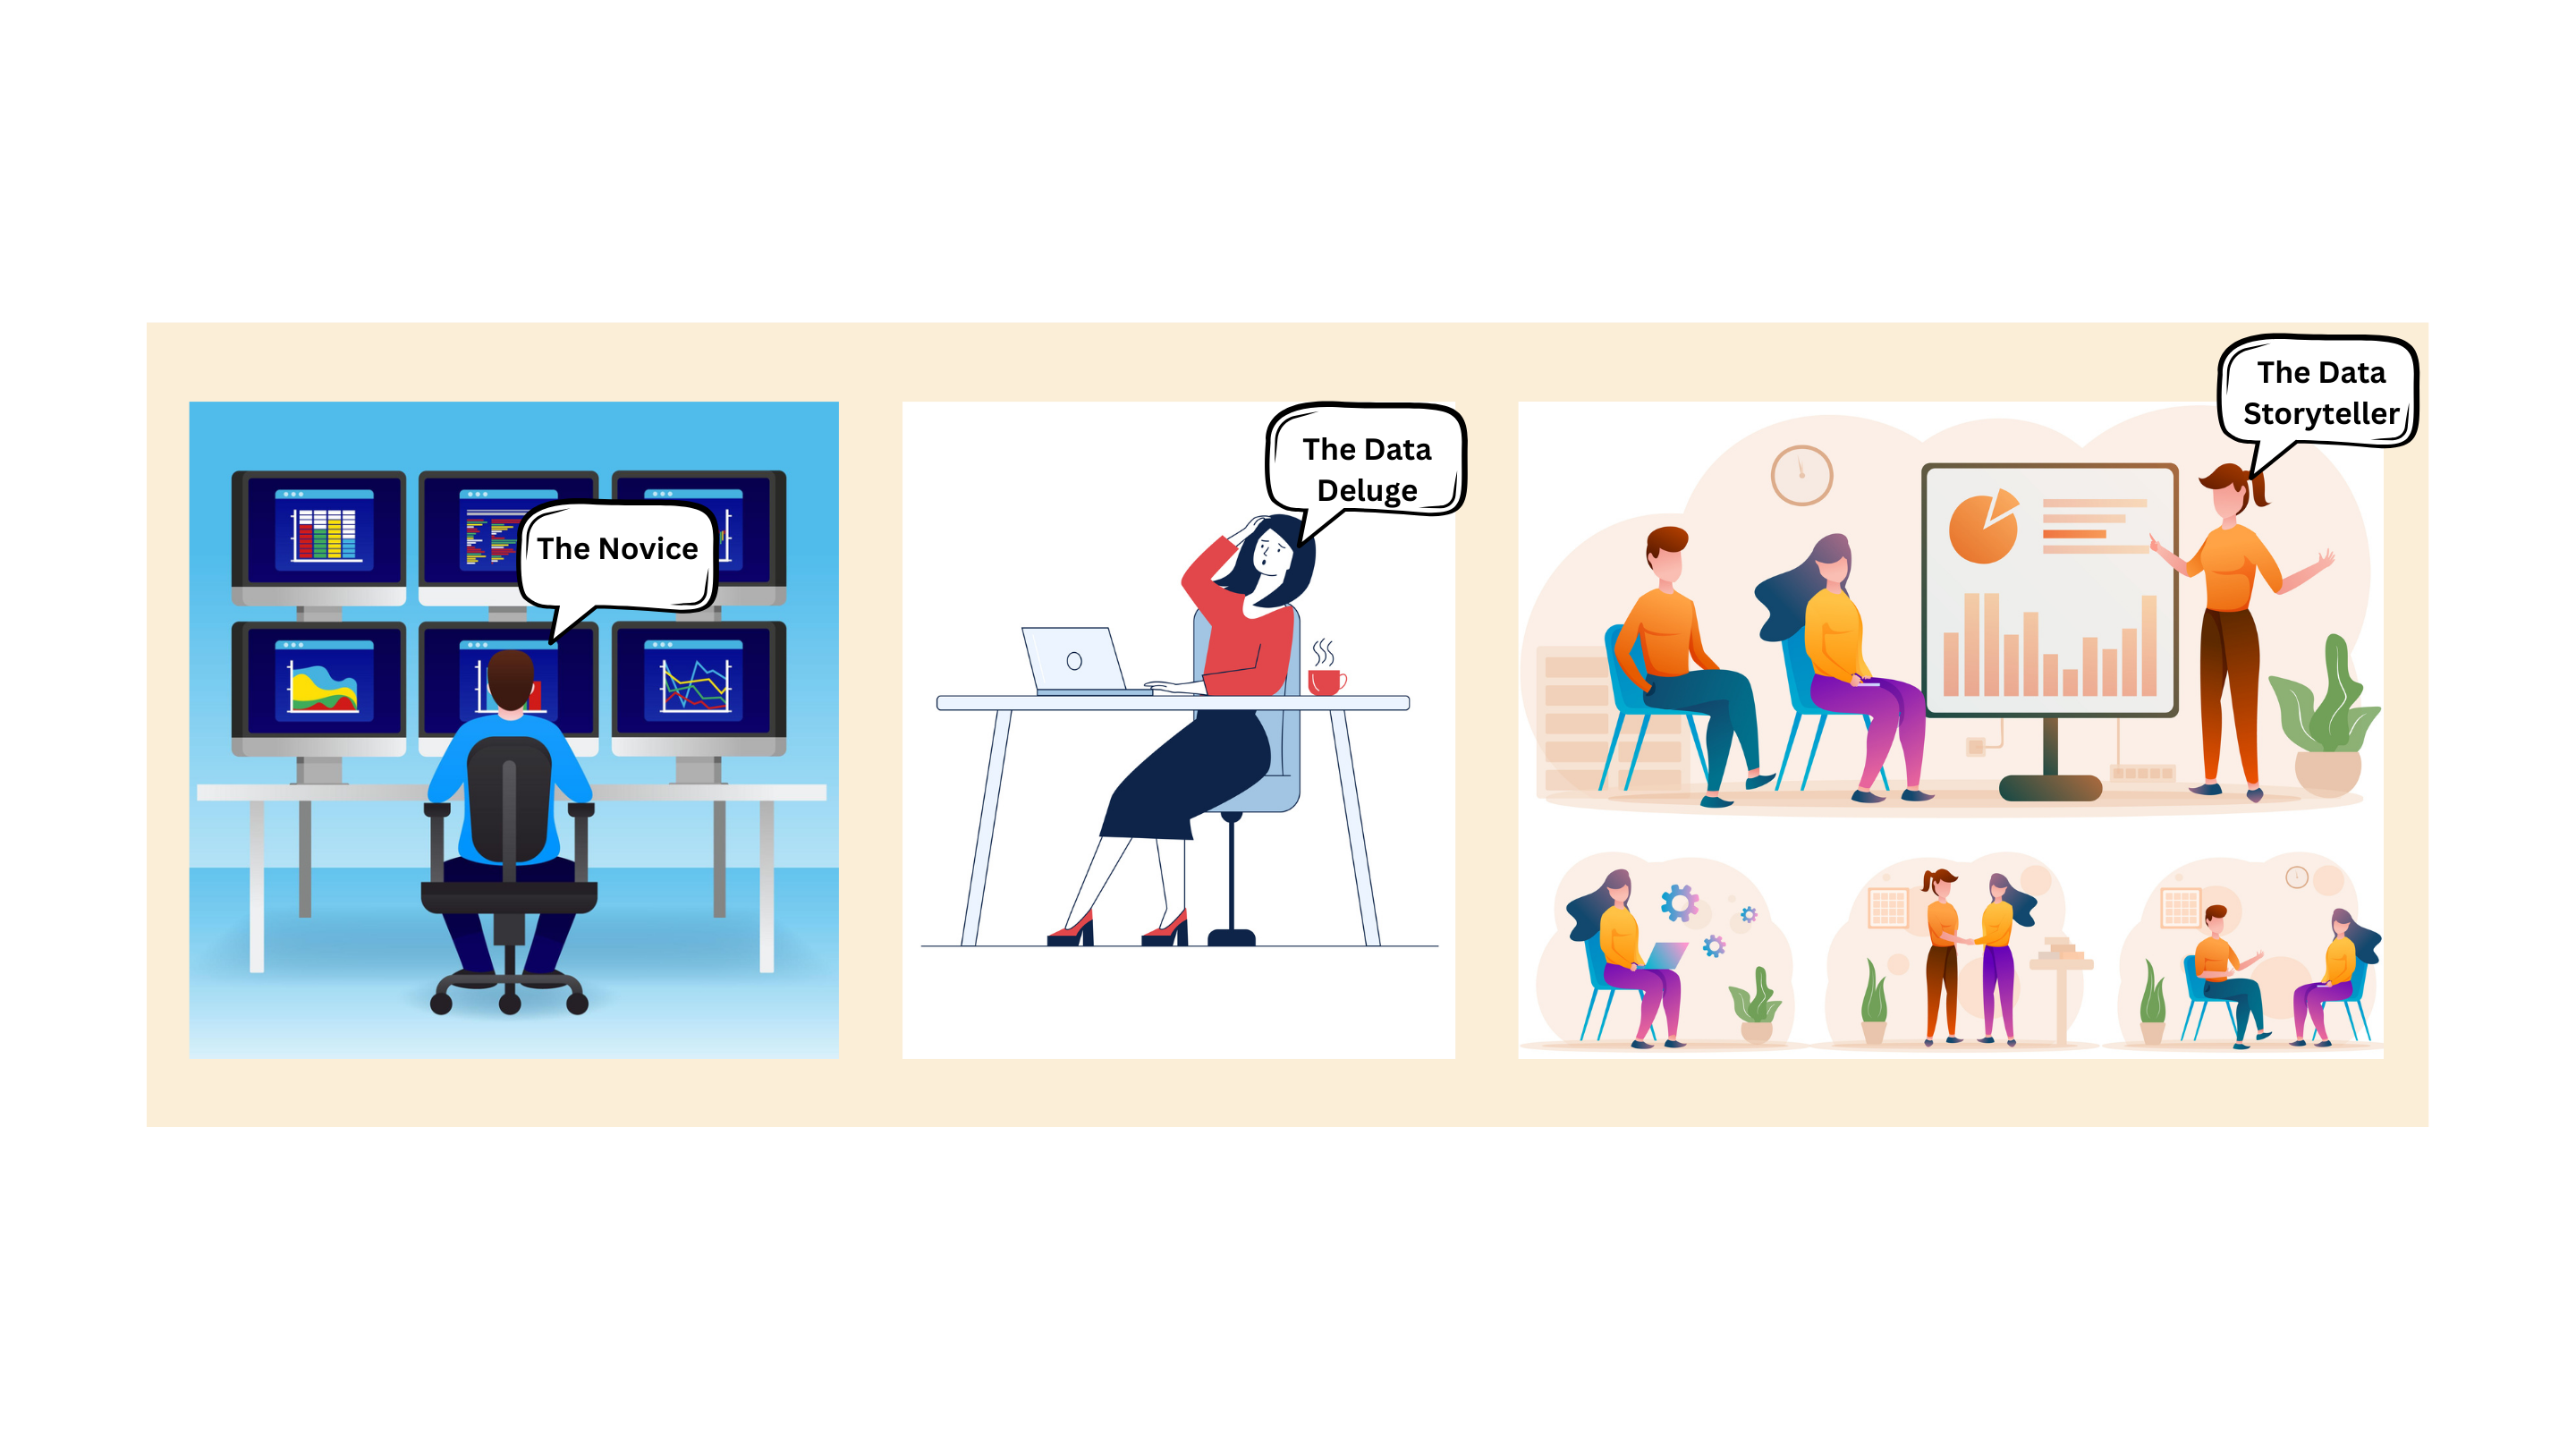 The Novice
The Data
Deluge
The Data
Storyteller